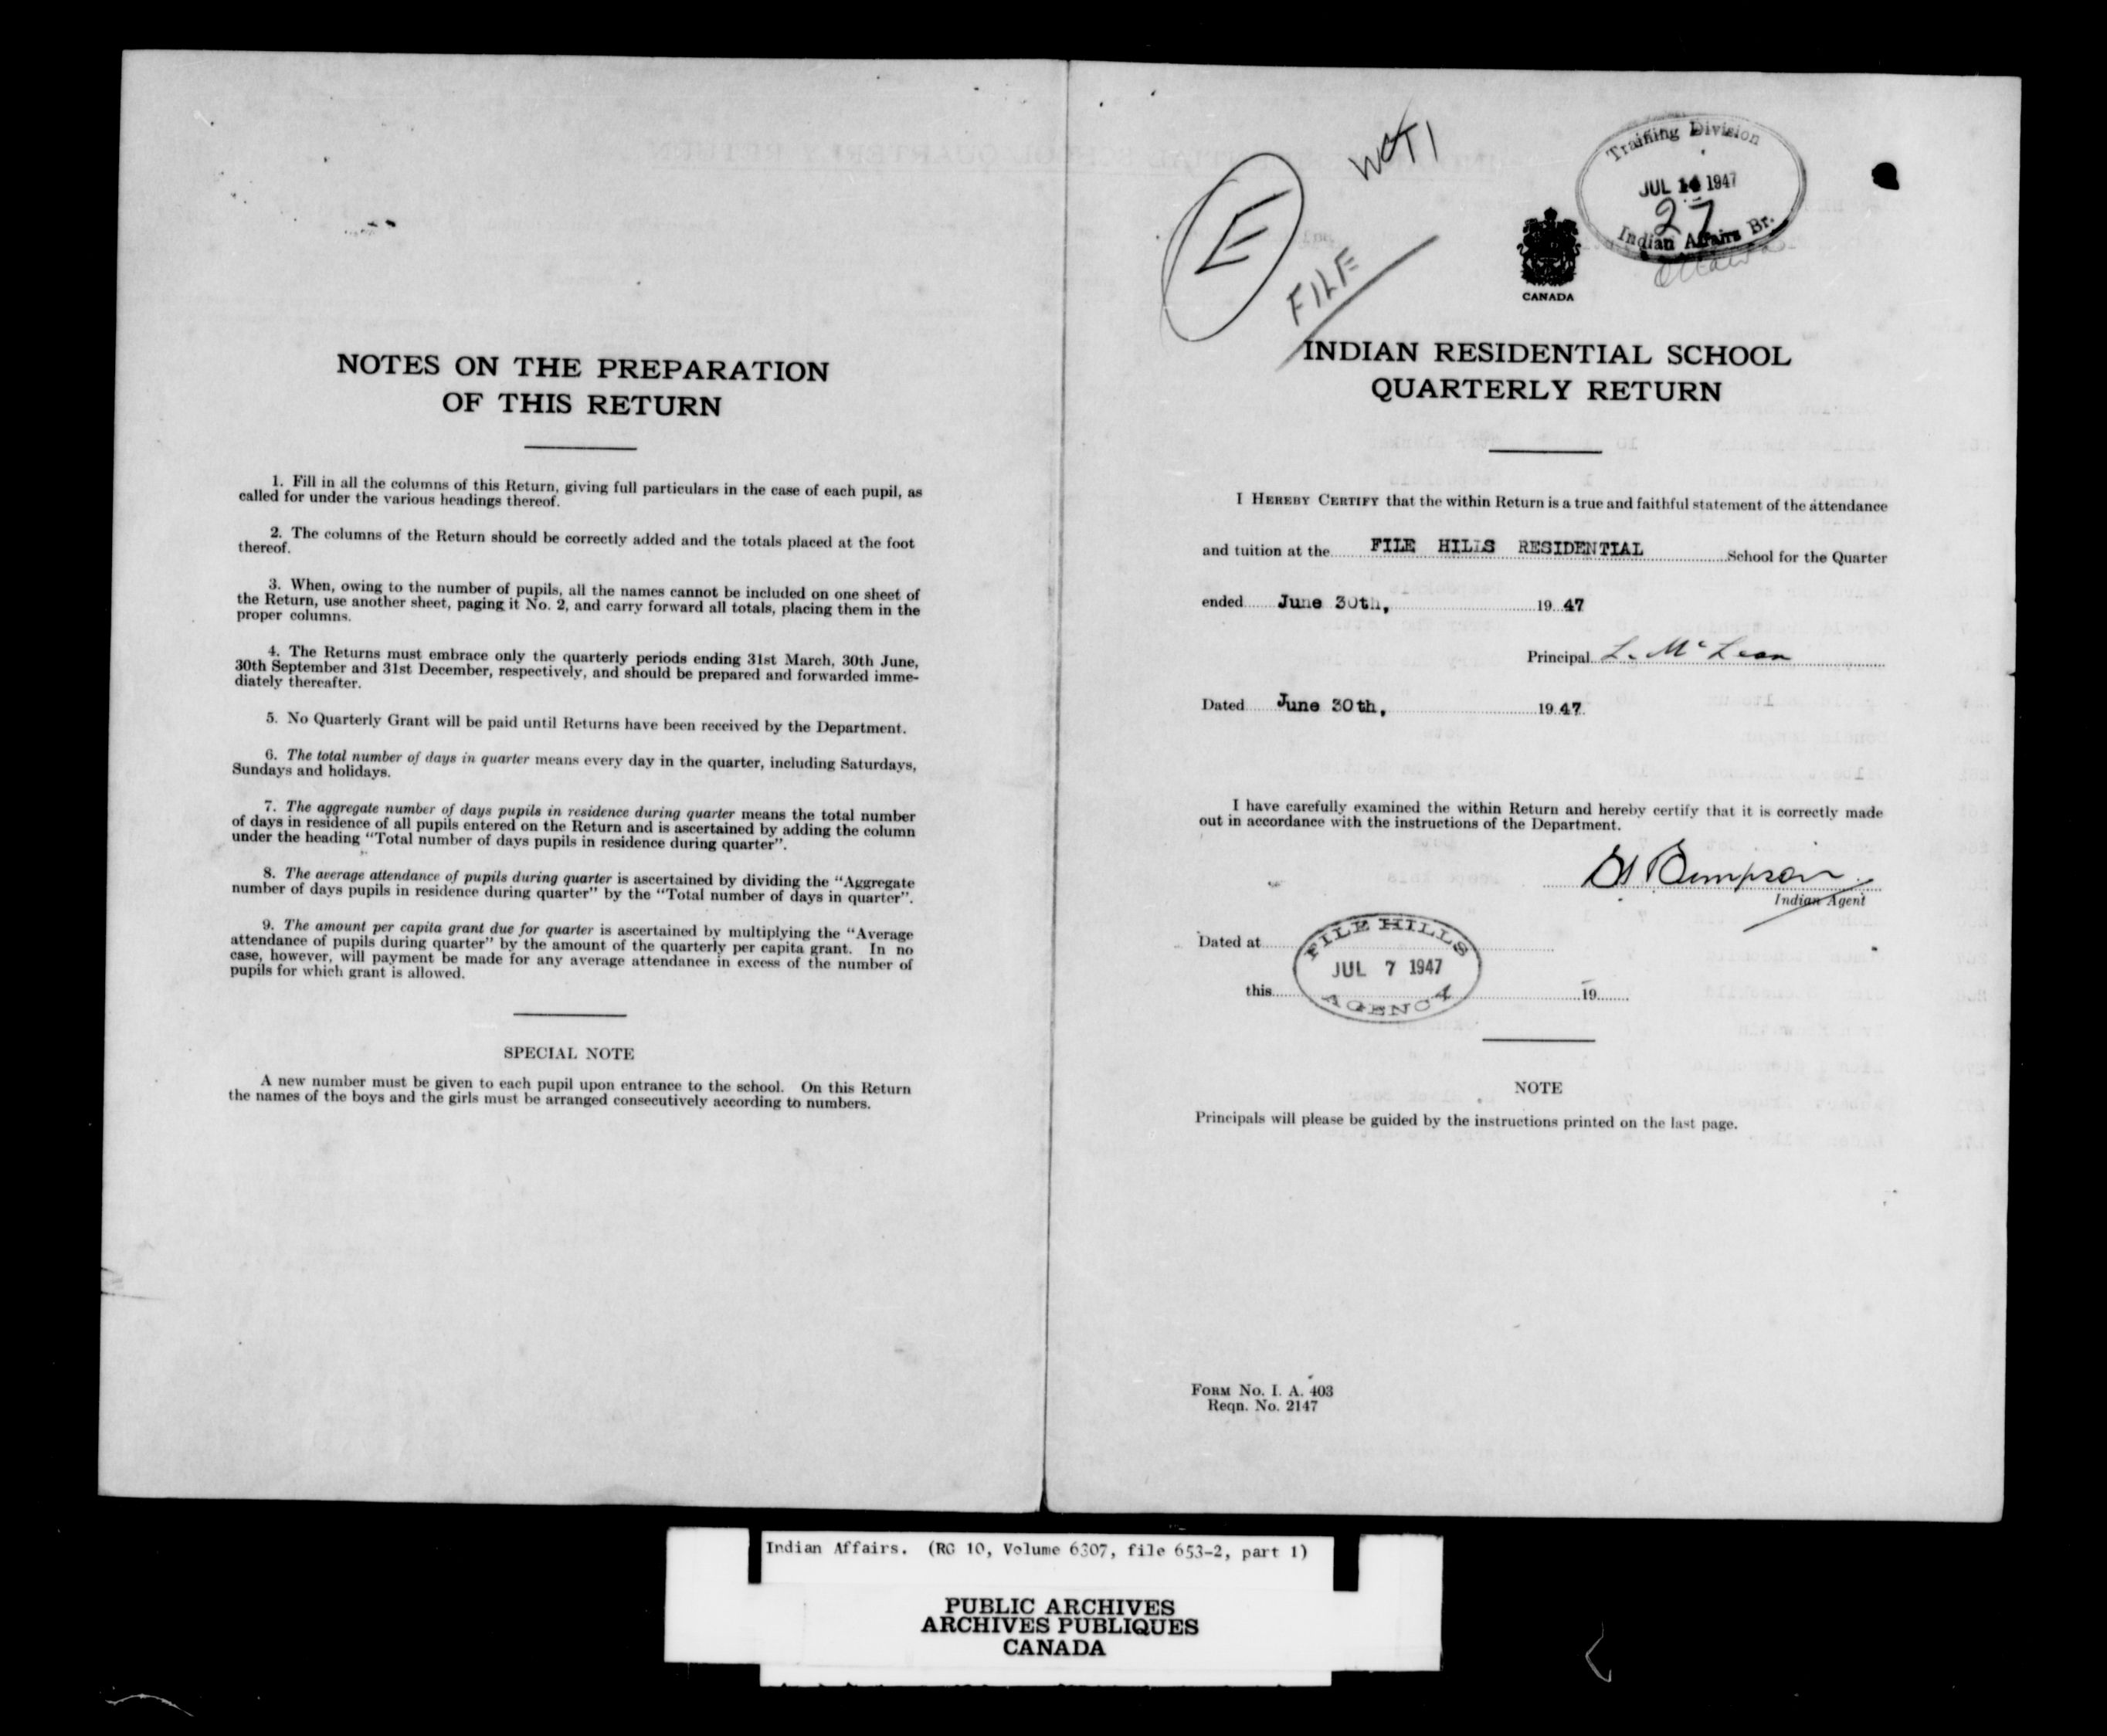 NOTES ON THE PREPARATION
OF THIS RETURN
1. Fill in all the columns of this Return, giving full particulars in the case of each pupil, as
called for under the various headings thereof.
2. The columns of the Return should be correctly added and the totals placed at the foot
thereof.
3. When, owing to the number of pupils, all the names cannot be included on one sheet of
the Return, use another sheet, paging it No. 2, and carry forward all totals, placing them in the
proper columns.
4. The Returns must embrace only the quarterly periods ending 31st March, 30th June,
30th September and 31st December, respectively, and should be prepared and forwarded imme-
diately thereafter.
5. No Quarterly Grant will be paid until Returns have been received by the Department.
6. The total number of days in quarter means every day in the quarter, including Saturdays,
Sundays and holidays.
7. The aggregate number of days pupils in residence during quarter means the total number
of days in residence of all pupils entered on the Return and is ascertained by adding the column
under the heading "Total number of days pupils in residence during quarter".
8. The average attendance of pupils during quarter is ascertained by dividing the "Aggregate
number of days pupils in residence during quarter" by the "Total number of days in quarter".
9. The amount per capita grant due for quarter is ascertained by multiplying the "Average
attendance of pupils during quarter" by the amount of the quarterly per capita grant. In no
case, however, will payment be made for any average attendance in excess of the number of
pupils for which grant is allowed.
SPECIAL NOTE
A new number must be given to each pupil upon entrance to the school. On this Return
the names of the boys and the girls must be arranged consecutively according to numbers.
E
FILE
Training Division
JUL 1947
27
Indian Affairs Br.
Ottawa
CANADA
INDIAN RESIDENTIAL SCHOOL
QUARTERLY RETURN
I HEREBY CERTIFY that the within Return is a true and faithful statement of the attendance
and tuition at the FILE HILLS RESIDENTIAL School for the Quarter
ended June 30th, 19 47
Principal L. McLean
Dated June 30th, 19 47
I have carefully examined the within Return and hereby certify that it is correctly made
out in accordance with the instructions of the Department.
Indian Agent
Dated at
FILE HILLS
JUL 7 1947
AGENCY
this 19
NOTE
Principals will please be guided by the instructions printed on the last page.
FORM No. I. A. 403
Reqn. No. 2147
Indian Affairs. (RG 10, Volume 6307, file 653-2, part 1)
PUBLIC ARCHIVES
ARCHIVES PUBLIQUES
CANADA